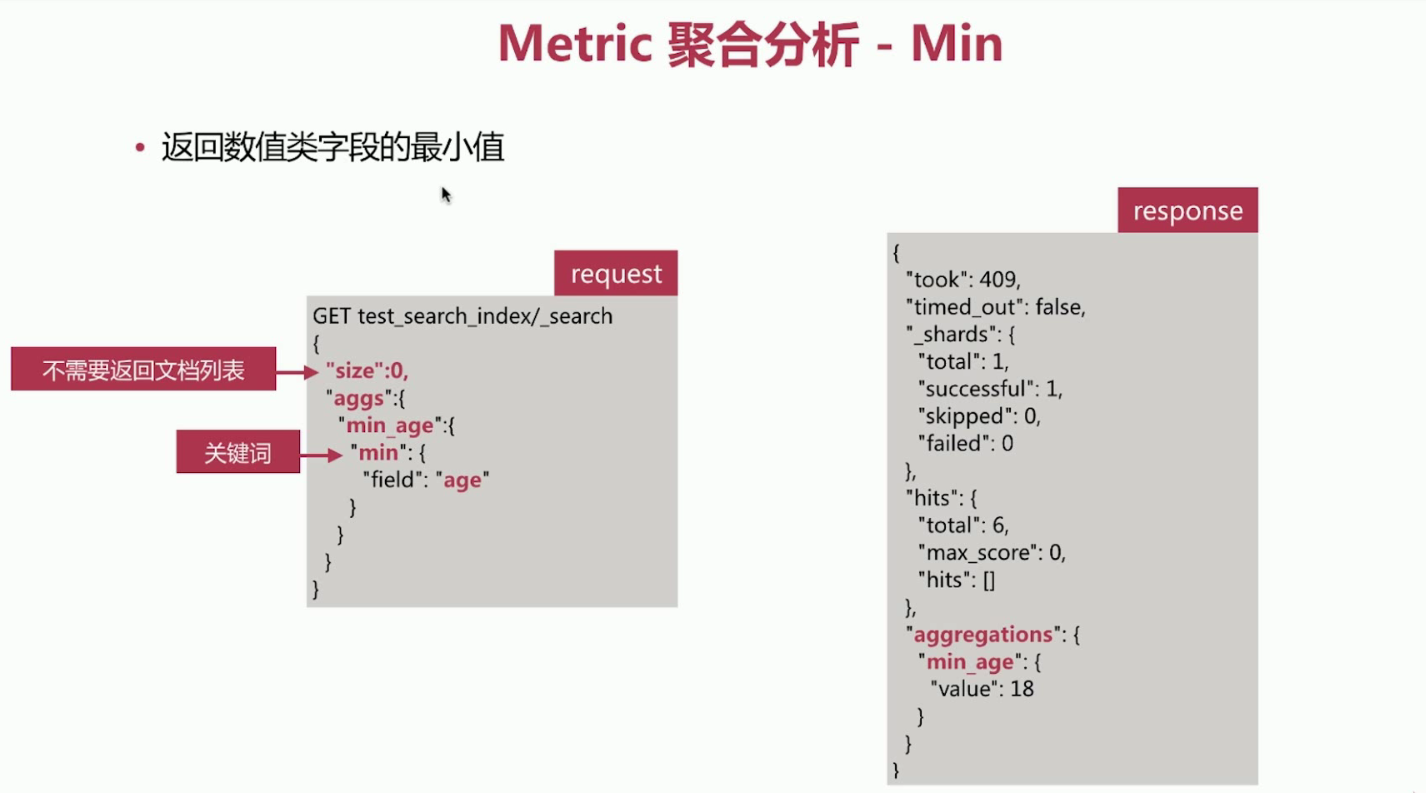 Metric 聚合分析 - Min
• 返回数值类字段的最小值
request
GET test_search_index/_search
{
不需要返回文档列表
"size":0,
"aggs":{
"min_age":{
关键词
"min": {
"field": "age"
}
}
}
}
response
{
"took": 409,
"timed_out": false,
"_shards": {
"total": 1,
"successful": 1,
"skipped": 0,
"failed": 0
},
"hits": {
"total": 6,
"max_score": 0,
"hits": []
},
"aggregations": {
"min_age": {
"value": 18
}
}
}